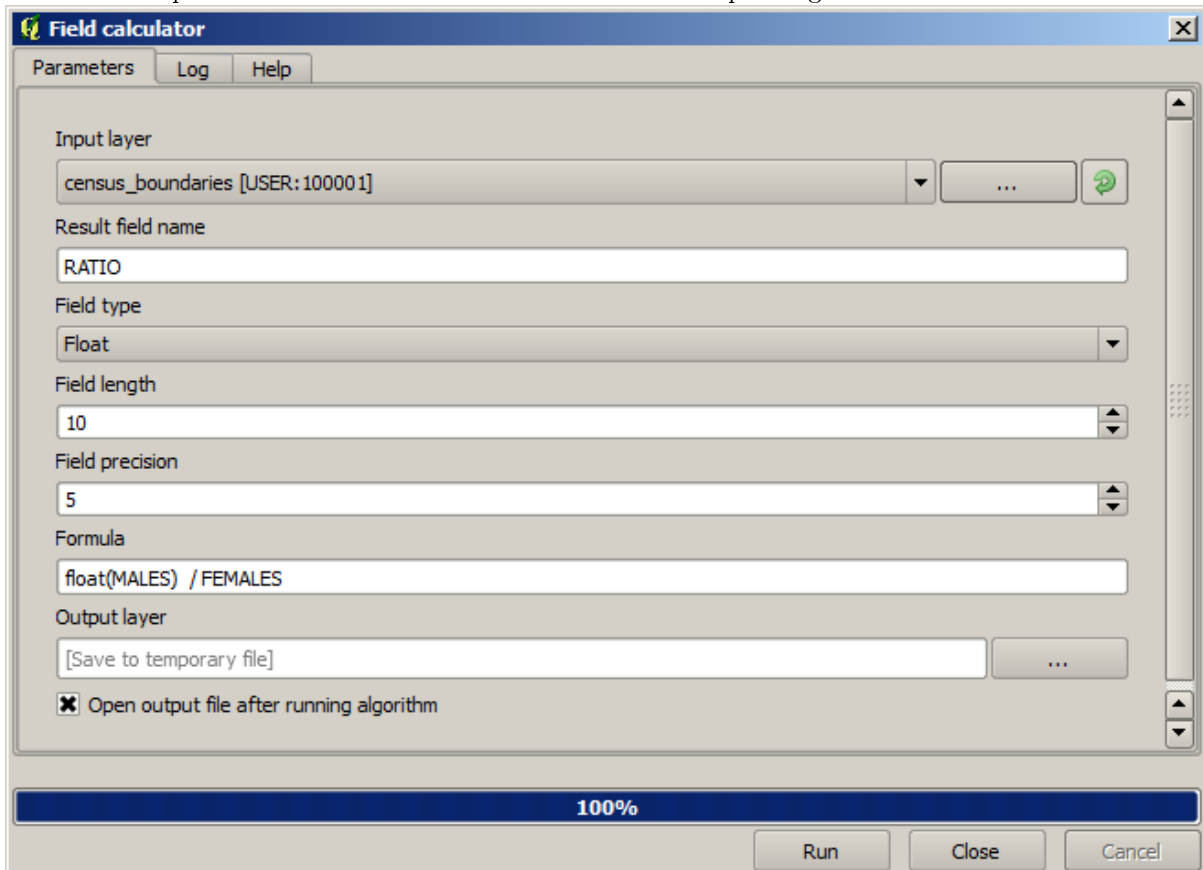 Field calculator
Parameters Log Help
Input layer
census_boundaries [USER:100001] ...
Result field name
RATIO
Field type
Float
Field length
10
Field precision
5
Formula
float(MALES) / FEMALES
Output layer
[Save to temporary file] ...
Open output file after running algorithm
100%
Run Close Cancel